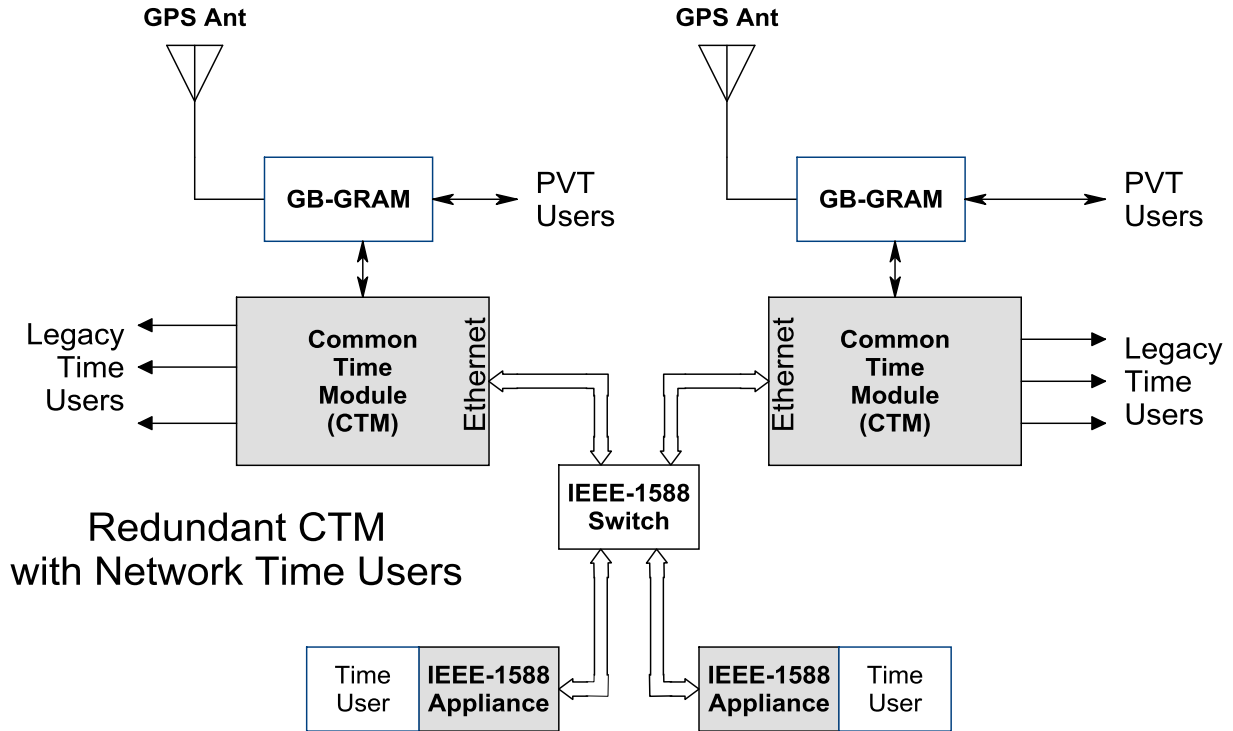 GPS Ant
GPS Ant
GB-GRAM
PVT
Users
GB-GRAM
PVT
Users
Legacy
Time
Users
Common
Time
Module
(CTM)
Ethernet
Ethernet
Common
Time
Module
(CTM)
Legacy
Time
Users
IEEE-1588
Switch
Redundant CTM
with Network Time Users
Time
User
IEEE-1588
Appliance
IEEE-1588
Appliance
Time
User